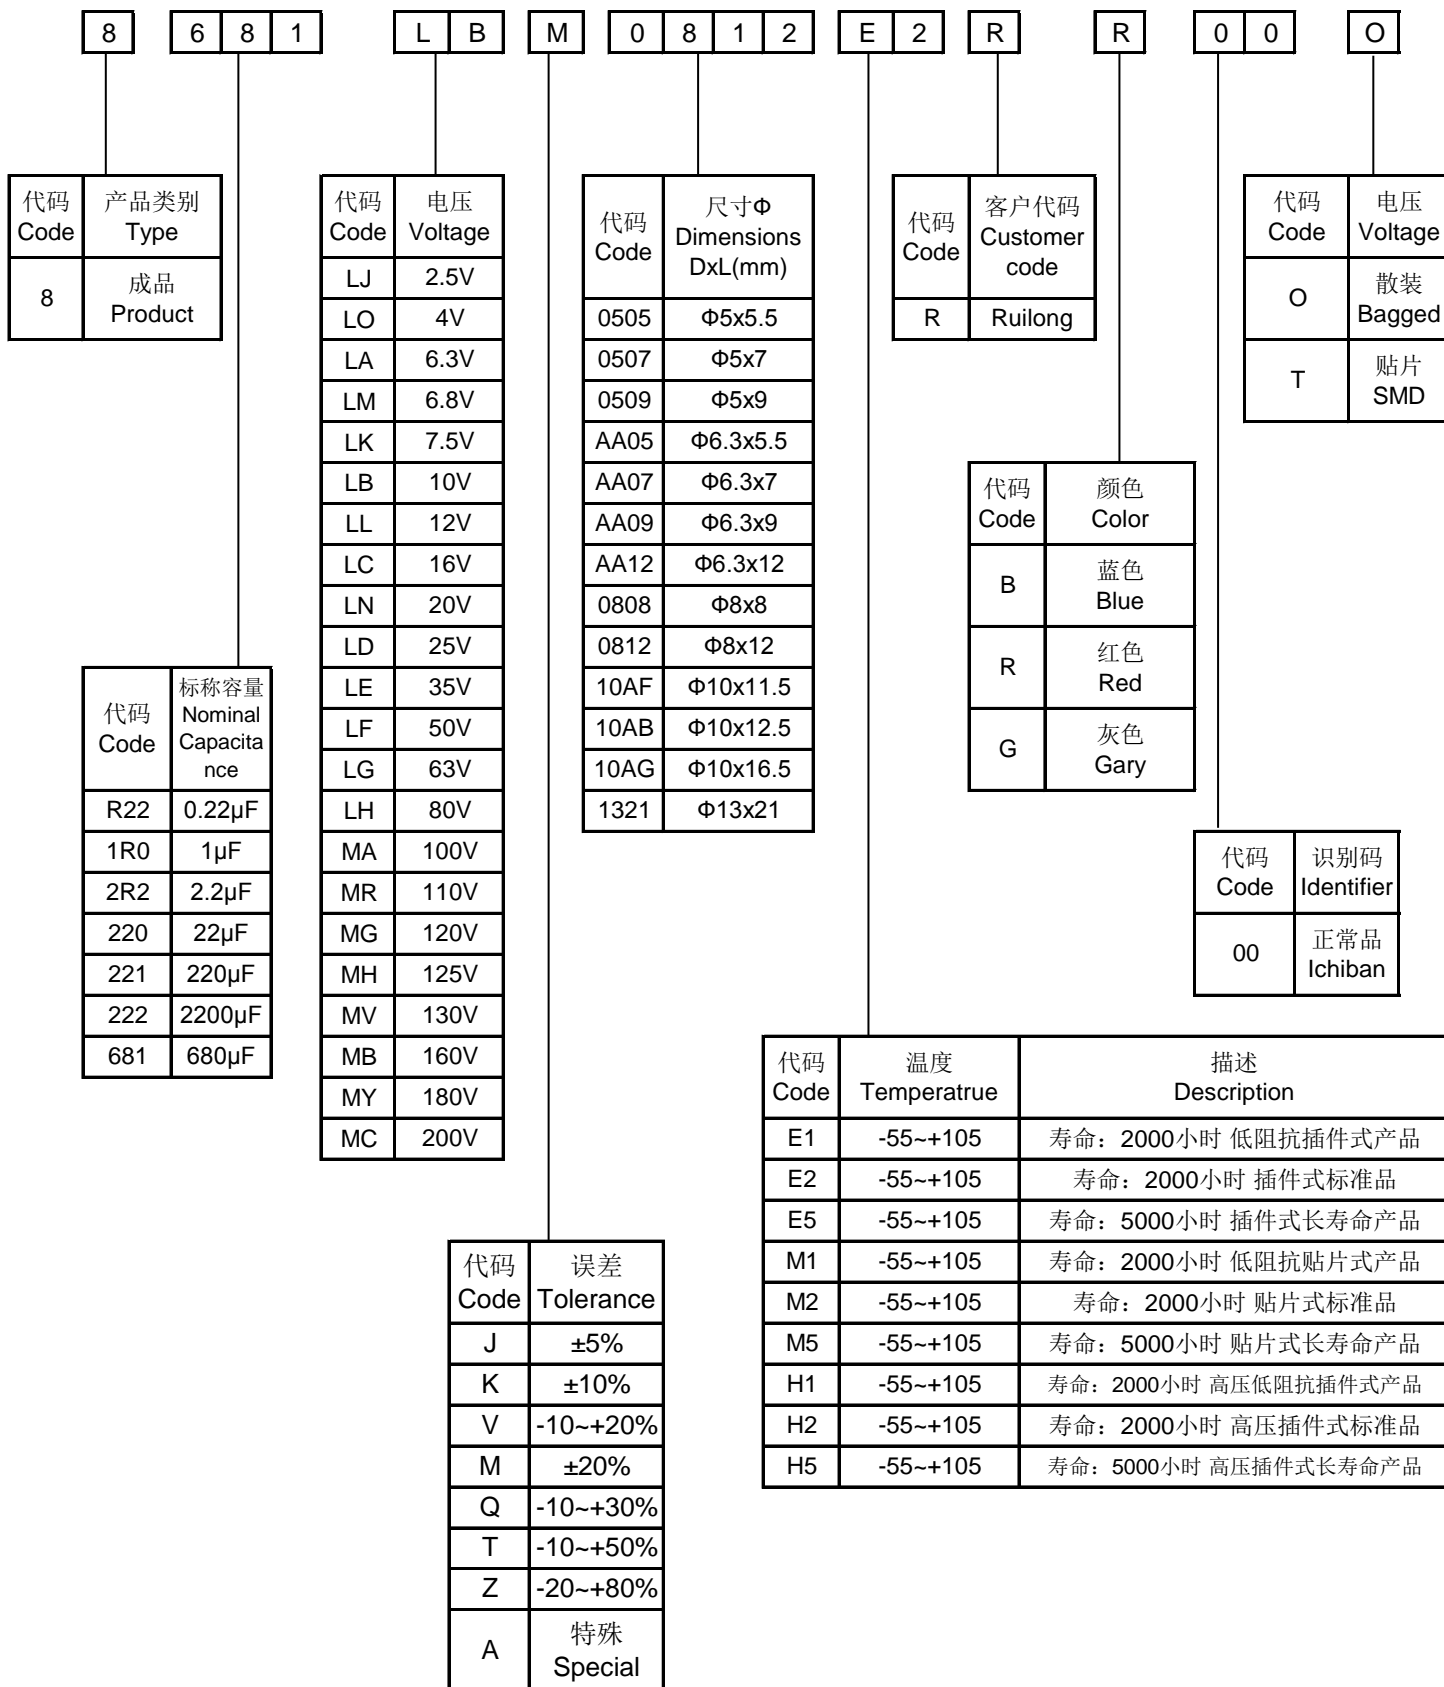 8 6 8 1 L B M 0 8 1 2 E 2 R R 0 0 O
代码 产品类别
Code Type
8 成品
Product
代码 标称容量
Code Nominal
Capacita
nce
R22 0.22µF
1R0 1µF
2R2 2.2µF
220 22µF
221 220µF
222 2200µF
681 680µF
代码 电压
Code Voltage
LJ 2.5V
LO 4V
LA 6.3V
LM 6.8V
LK 7.5V
LB 10V
LL 12V
LC 16V
LN 20V
LD 25V
LE 35V
LF 50V
LG 63V
LH 80V
MA 100V
MR 110V
MG 120V
MH 125V
MV 130V
MB 160V
MY 180V
MC 200V
代码 误差
Code Tolerance
J ±5%
K ±10%
V -10~+20%
M ±20%
Q -10~+30%
T -10~+50%
Z -20~+80%
A 特殊
Special
代码 尺寸Φ
Code Dimensions
DxL(mm)
0505 Φ5x5.5
0507 Φ5x7
0509 Φ5x9
AA05 Φ6.3x5.5
AA07 Φ6.3x7
AA09 Φ6.3x9
AA12 Φ6.3x12
0808 Φ8x8
0812 Φ8x12
10AF Φ10x11.5
10AB Φ10x12.5
10AG Φ10x16.5
1321 Φ13x21
代码 温度 描述
Code Temperatrue Description
E1 -55~+105 寿命：2000小时 低阻抗插件式产品
E2 -55~+105 寿命：2000小时 插件式标准品
E5 -55~+105 寿命：5000小时 插件式长寿命产品
M1 -55~+105 寿命：2000小时 低阻抗贴片式产品
M2 -55~+105 寿命：2000小时 贴片式标准品
M5 -55~+105 寿命：5000小时 贴片式长寿命产品
H1 -55~+105 寿命：2000小时 高压低阻抗插件式产品
H2 -55~+105 寿命：2000小时 高压插件式标准品
H5 -55~+105 寿命：5000小时 高压插件式长寿命产品
代码 客户代码
Code Customer
code
R Ruilong
代码 颜色
Code Color
B 蓝色
Blue
R 红色
Red
G 灰色
Gary
代码 识别码
Code Identifier
00 正常品
Ichiban
代码 电压
Code Voltage
O 散装
Bagged
T 贴片
SMD